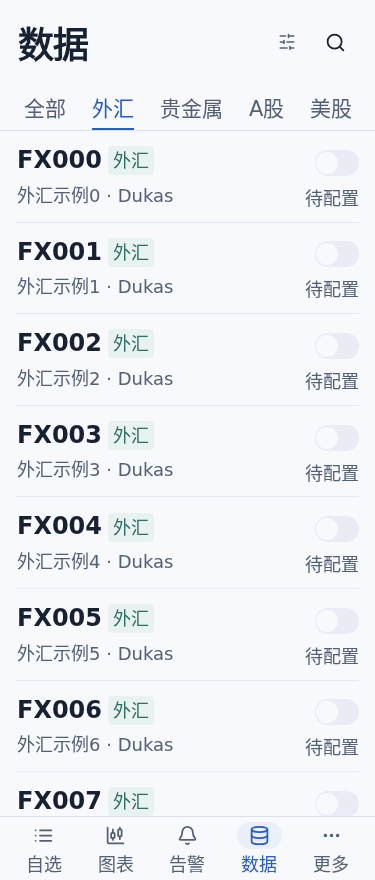 数据
全部 外汇 贵金属 A股 美股
FX000 外汇
外汇示例0 · Dukas 待配置
FX001 外汇
外汇示例1 · Dukas 待配置
FX002 外汇
外汇示例2 · Dukas 待配置
FX003 外汇
外汇示例3 · Dukas 待配置
FX004 外汇
外汇示例4 · Dukas 待配置
FX005 外汇
外汇示例5 · Dukas 待配置
FX006 外汇
外汇示例6 · Dukas 待配置
FX007 外汇
自选 图表 告警 数据 更多